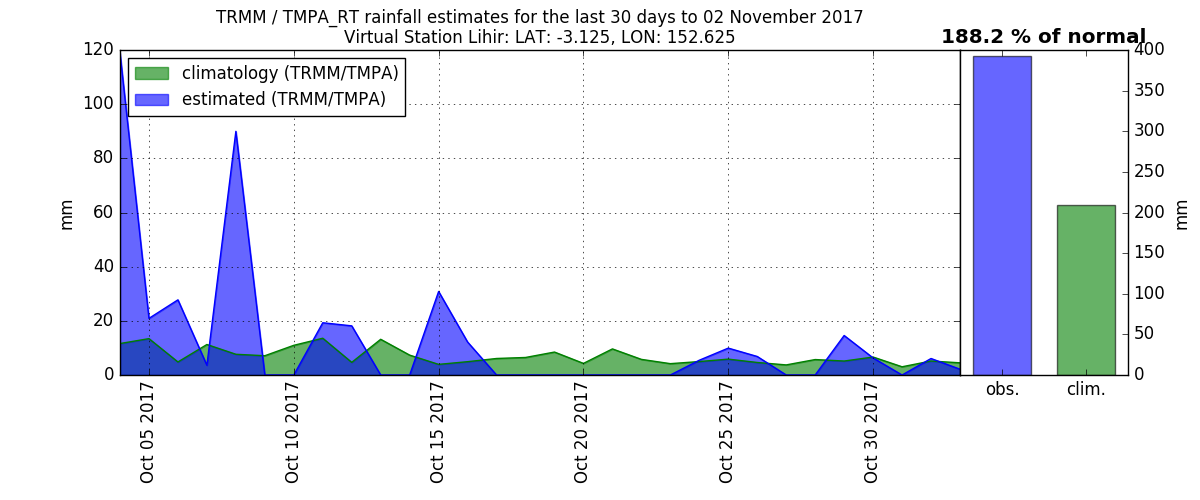 TRMM / TMPA_RT rainfall estimates for the last 30 days to 02 November 2017
Virtual Station Lihir: LAT: -3.125, LON: 152.625
188.2 % of normal
climatology (TRMM/TMPA)
estimated (TRMM/TMPA)
120
100
80
60
40
20
0
mm
Oct 05 2017
Oct 10 2017
Oct 15 2017
Oct 20 2017
Oct 25 2017
Oct 30 2017
400
350
300
250
200
150
100
50
0
mm
obs.
clim.